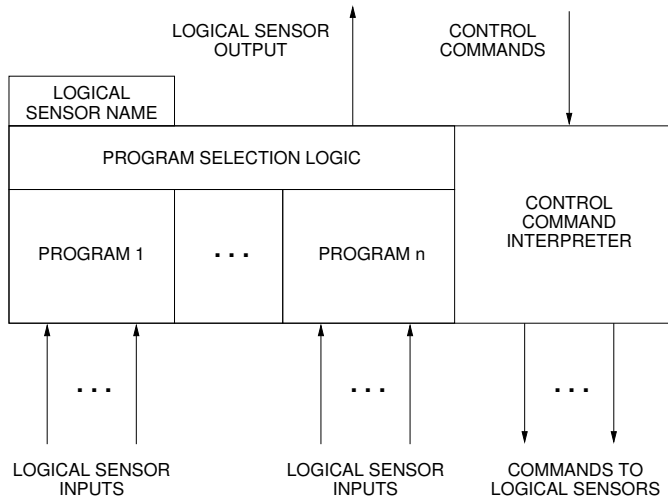 LOGICAL SENSOR
OUTPUT
CONTROL
COMMANDS
LOGICAL
SENSOR NAME
PROGRAM SELECTION LOGIC
CONTROL
COMMAND
INTERPRETER
PROGRAM 1
. . .
PROGRAM n
. . .
. . .
. . .
LOGICAL SENSOR
INPUTS
LOGICAL SENSOR
INPUTS
COMMANDS TO
LOGICAL SENSORS